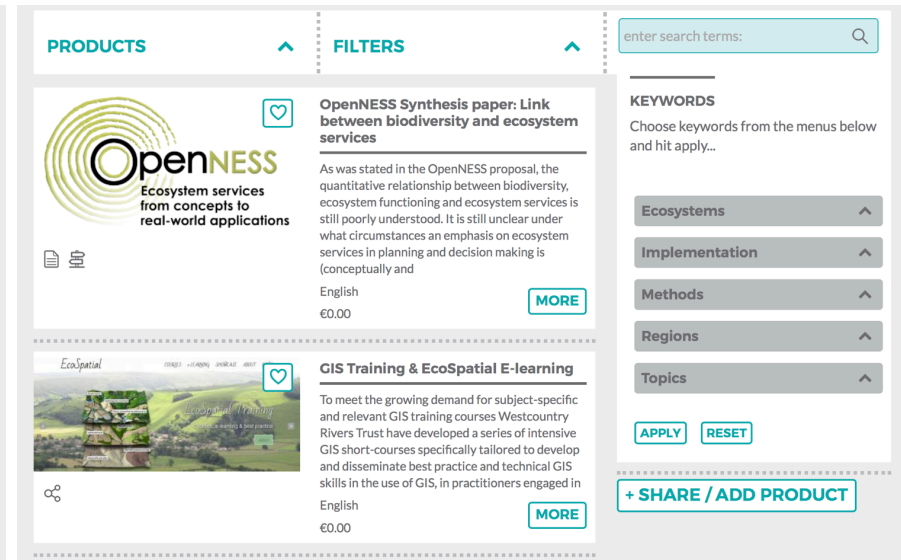 PRODUCTS
FILTERS
enter search terms:
OpenNESS
Ecosystem services
from concepts to
real-world applications
OpenNESS Synthesis paper: Link
between biodiversity and ecosystem
services
As was stated in the OpenNESS proposal, the
quantitative relationship between biodiversity,
ecosystem functioning and ecosystem services is
still poorly understood. It is still unclear under
what circumstances an emphasis on ecosystem
services in planning and decision making is
(conceptually and
English
€0.00
MORE
EcoSpatial
COURSES e-LEARNING SHOWCASE ABOUT
EcoSpatial Training
GIS Training & EcoSpatial E-learning
To meet the growing demand for subject-specific
and relevant GIS training courses Westcountry
Rivers Trust have developed a series of intensive
GIS short-courses specifically tailored to develop
and disseminate best practice and technical GIS
skills in the use of GIS, in practitioners engaged in
English
€0.00
MORE
KEYWORDS
Choose keywords from the menus below
and hit apply...
Ecosystems
Implementation
Methods
Regions
Topics
APPLY
RESET
+ SHARE / ADD PRODUCT